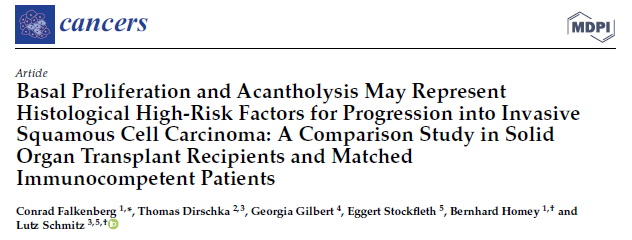 cancers
MDPI
Article
Basal Proliferation and Acantholysis May Represent
Histological High-Risk Factors for Progression into Invasive
Squamous Cell Carcinoma: A Comparison Study in Solid
Organ Transplant Recipients and Matched
Immunocompetent Patients
Conrad Falkenberg 1,*, Thomas Dirschka 2,3, Georgia Gilbert 4, Eggert Stockfleth 5, Bernhard Homey 1,† and
Lutz Schmitz 3,5,†